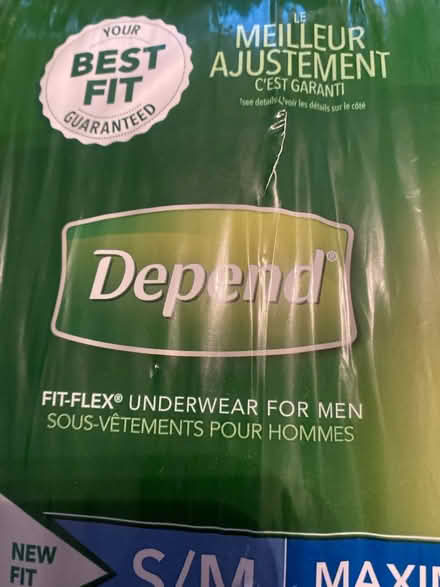 YOUR
BEST
FIT
GUARANTEED
LE
MEILLEUR
AJUSTEMENT
C'EST GARANTI
Depend®
FIT-FLEX® UNDERWEAR FOR MEN
SOUS-VÊTEMENTS POUR HOMMES
NEW
FIT
S/M